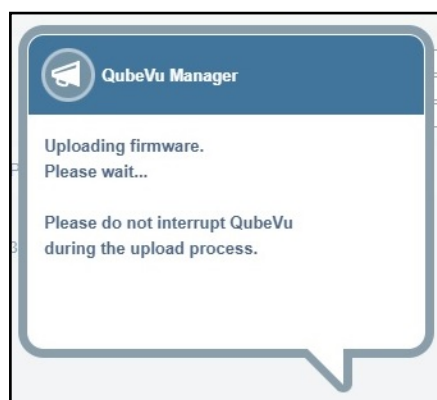 QubeVu Manager
Uploading firmware.
Please wait...
Please do not interrupt QubeVu
during the upload process.